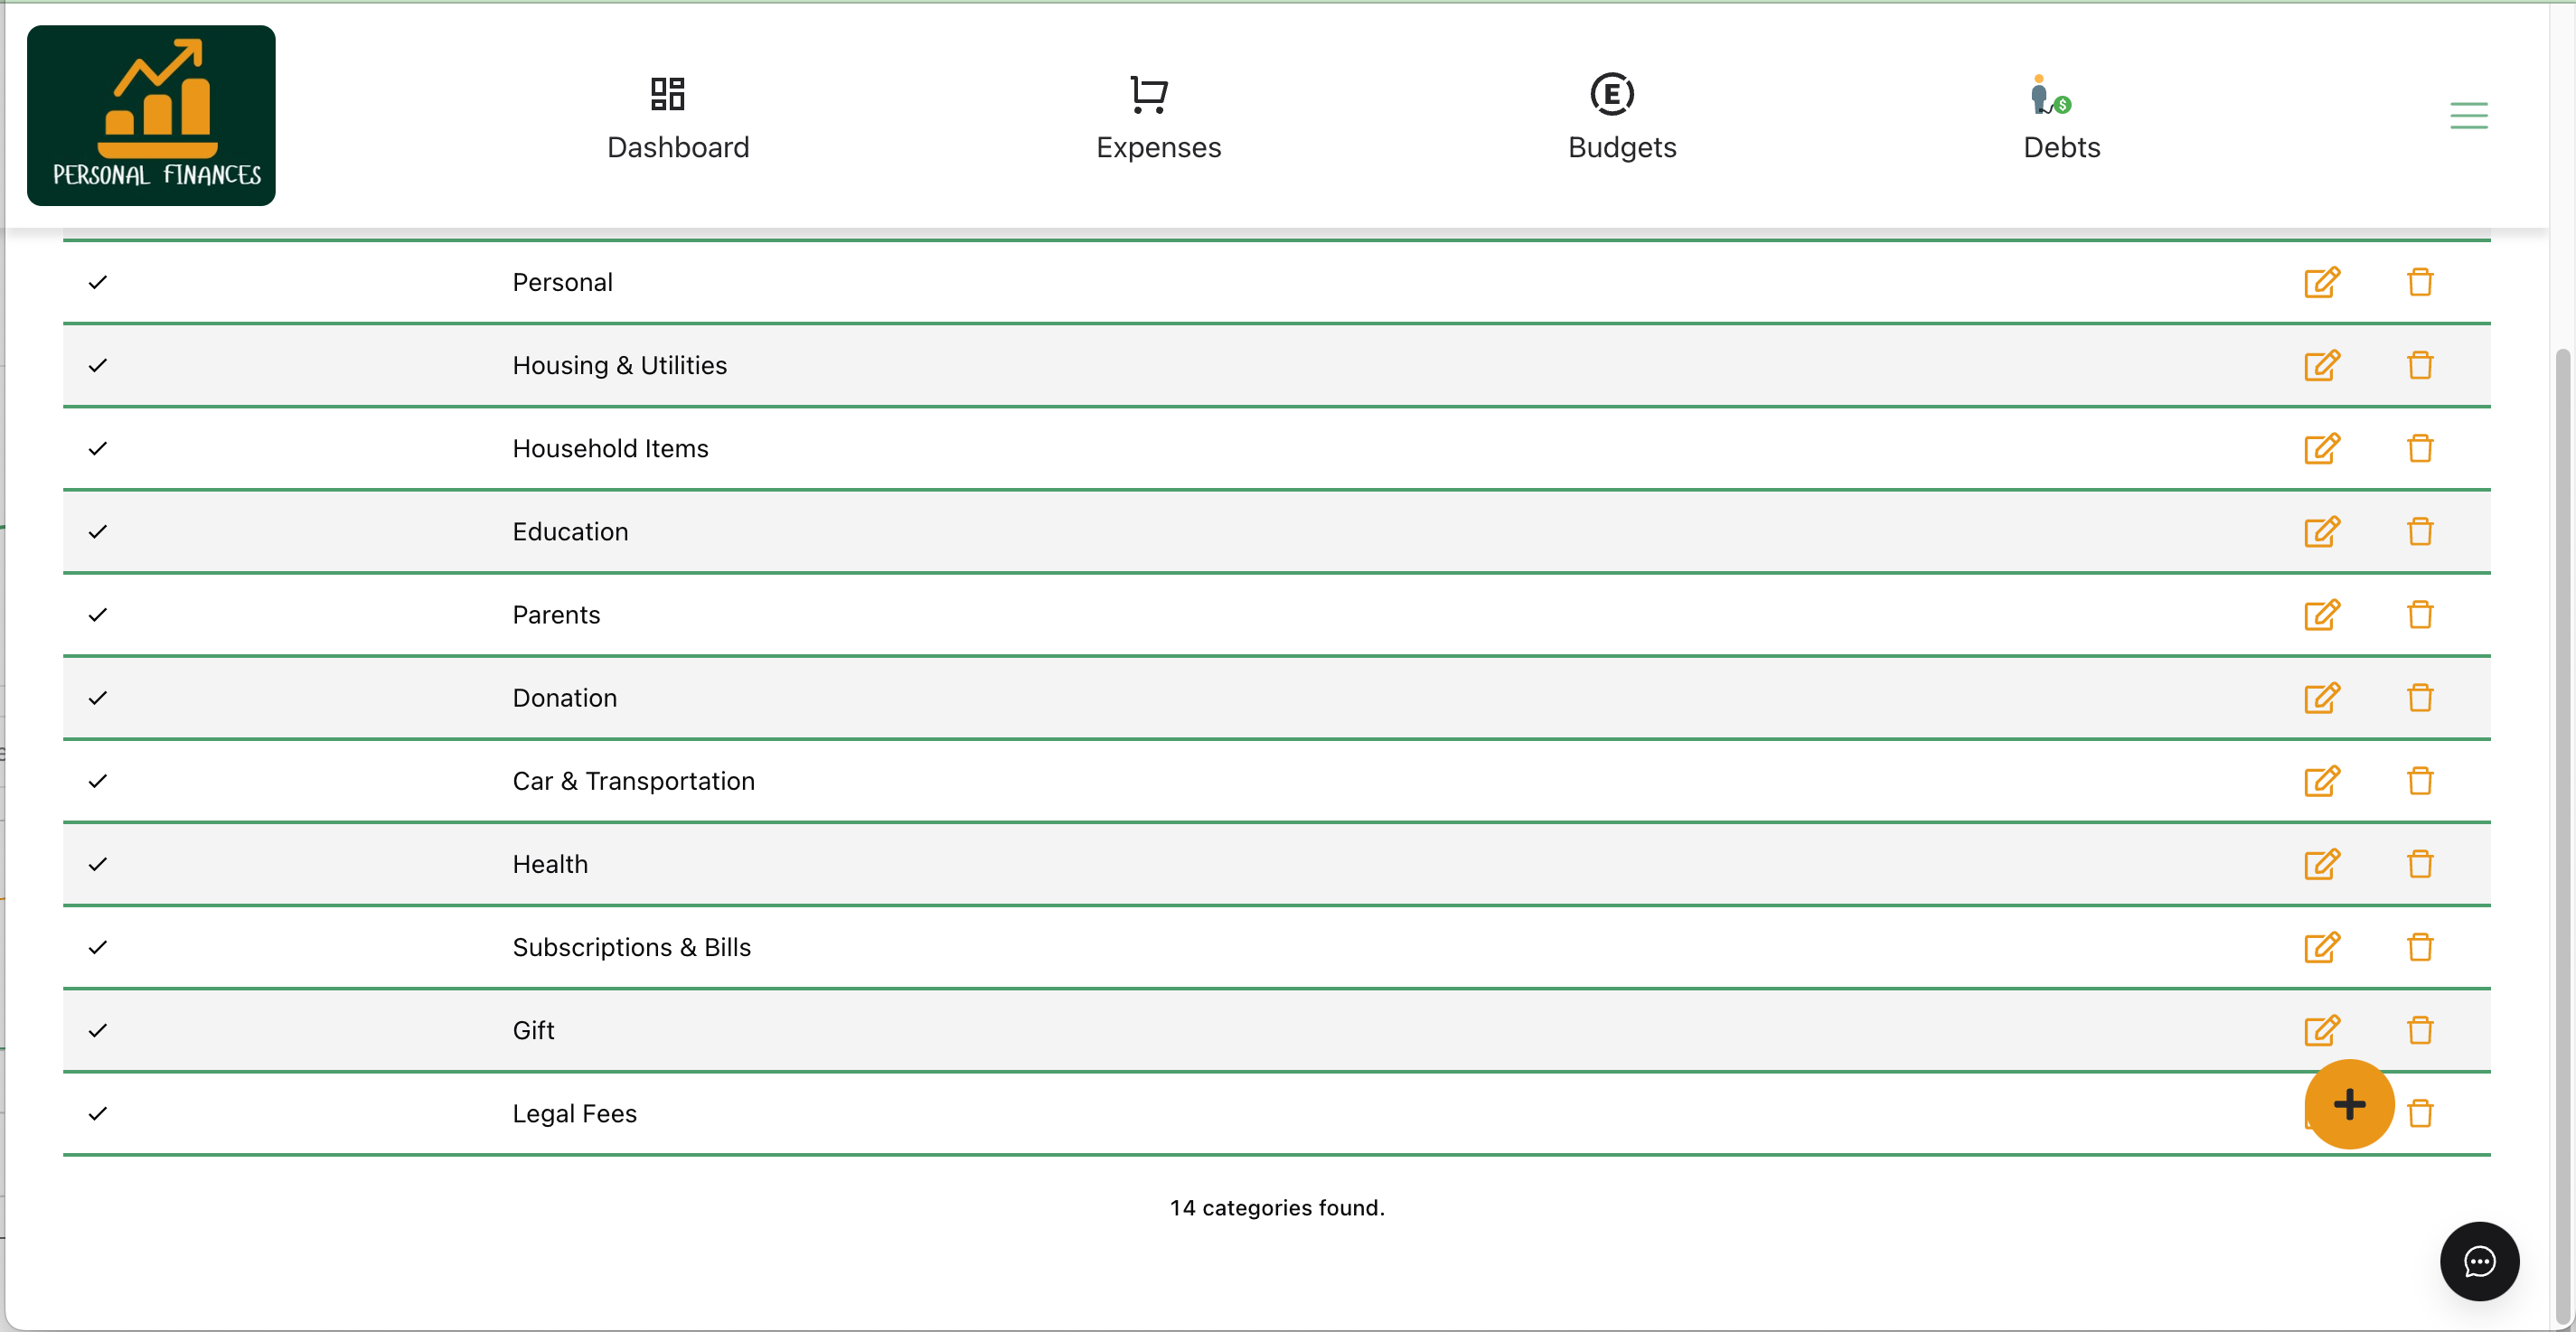 PERSONAL FINANCES
Dashboard
Expenses
E
Budgets
$
Debts
Personal
Housing & Utilities
Household Items
Education
Parents
Donation
Car & Transportation
Health
Subscriptions & Bills
Gift
Legal Fees
14 categories found.